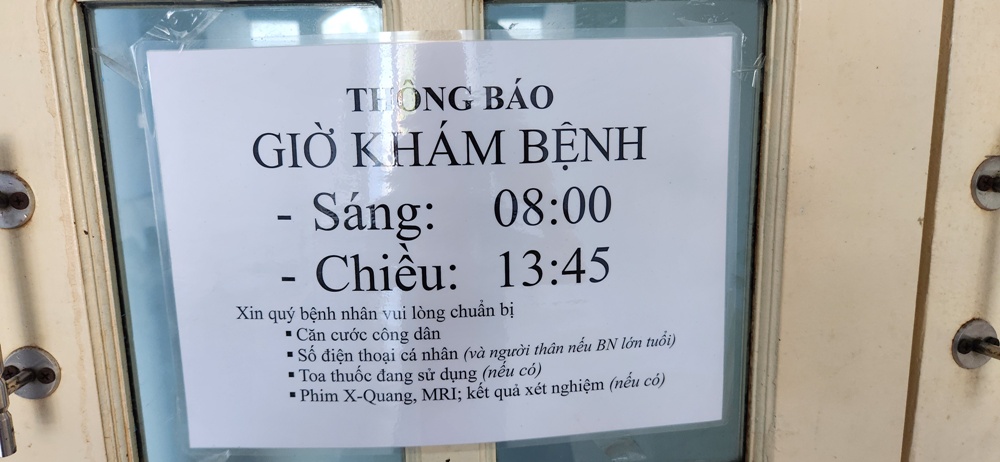 THÔNG BÁO
GIỜ KHÁM BỆNH
- Sáng: 08:00
- Chiều: 13:45
Xin quý bệnh nhân vui lòng chuẩn bị
▪ Căn cước công dân
▪ Số điện thoại cá nhân (và người thân nếu BN lớn tuổi)
▪ Toa thuốc đang sử dụng (nếu có)
▪ Phim X-Quang, MRI; kết quả xét nghiệm (nếu có)